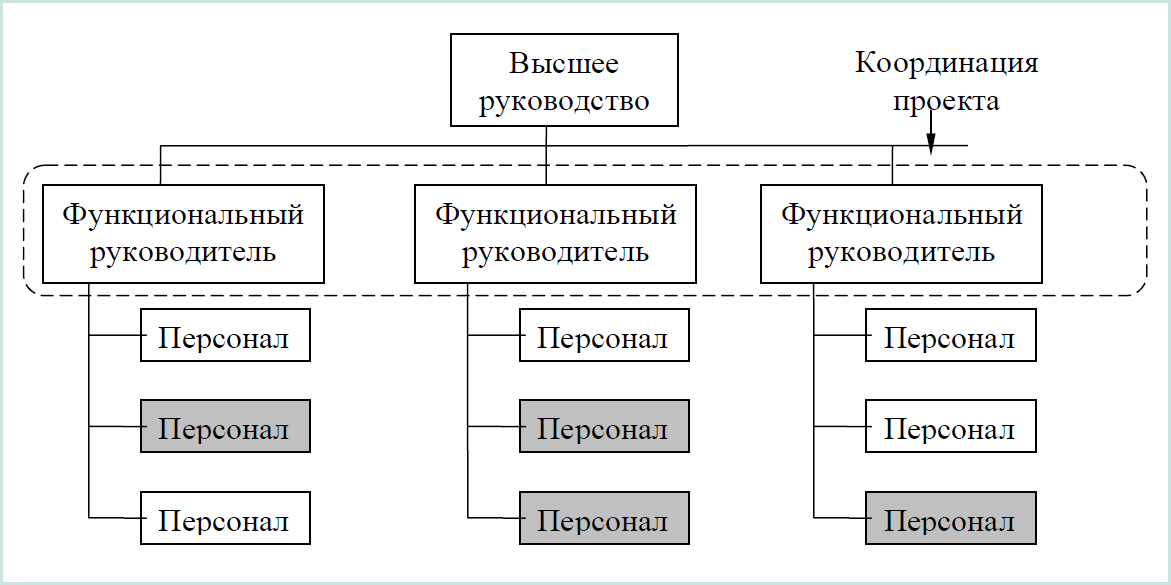 Высшее
руководство
Координация
проекта
Функциональный
руководитель
Функциональный
руководитель
Функциональный
руководитель
Персонал
Персонал
Персонал
Персонал
Персонал
Персонал
Персонал
Персонал
Персонал